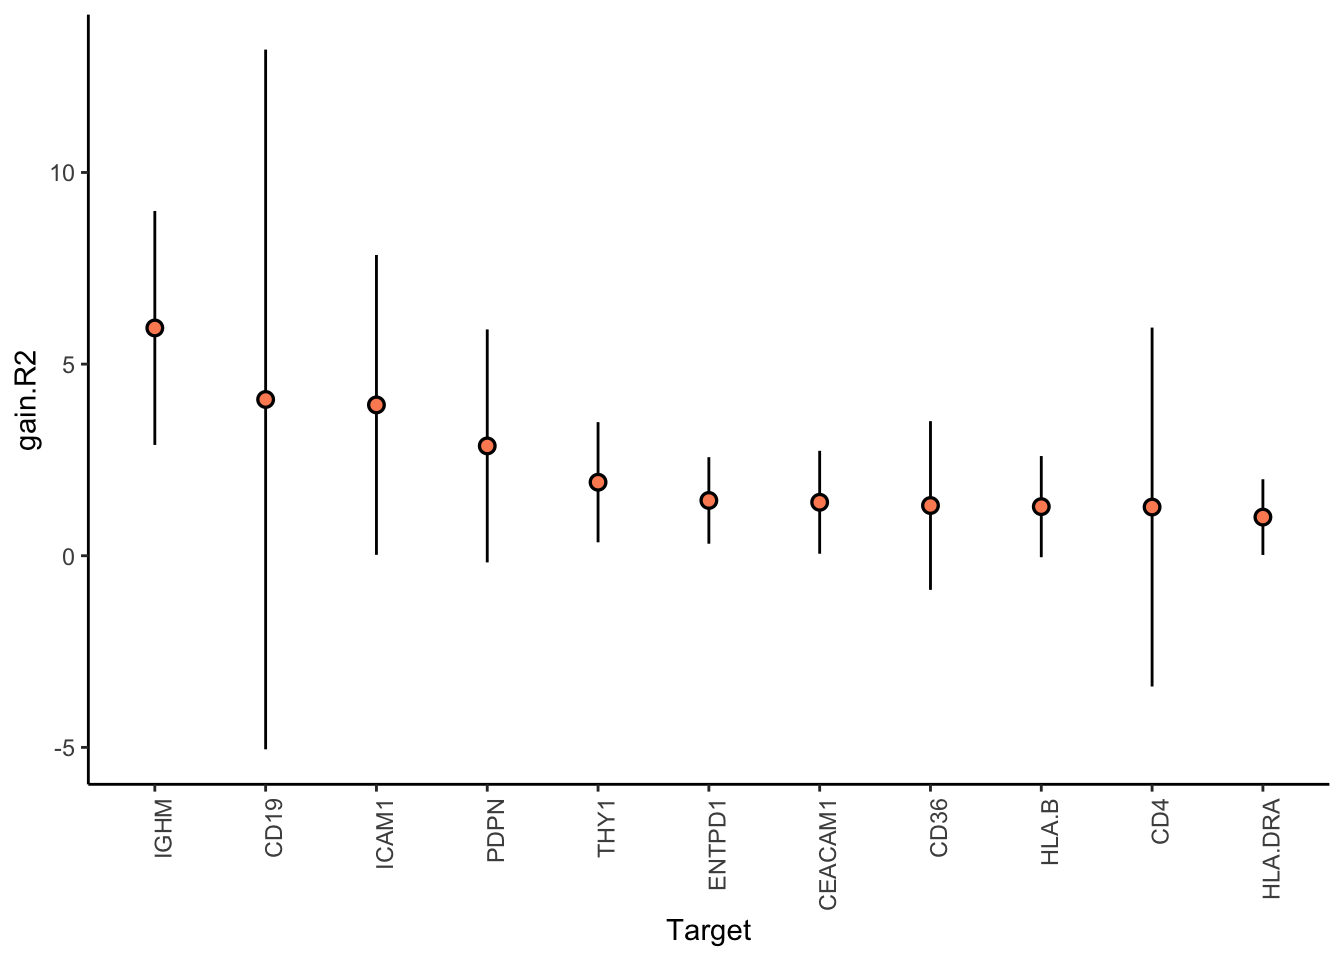 gain.R2
10
5
0
-5
IGHM
CD19
ICAM1
PDPN
THY1
ENTPD1
CEACAM1
CD36
HLA.B
CD4
HLA.DRA
Target